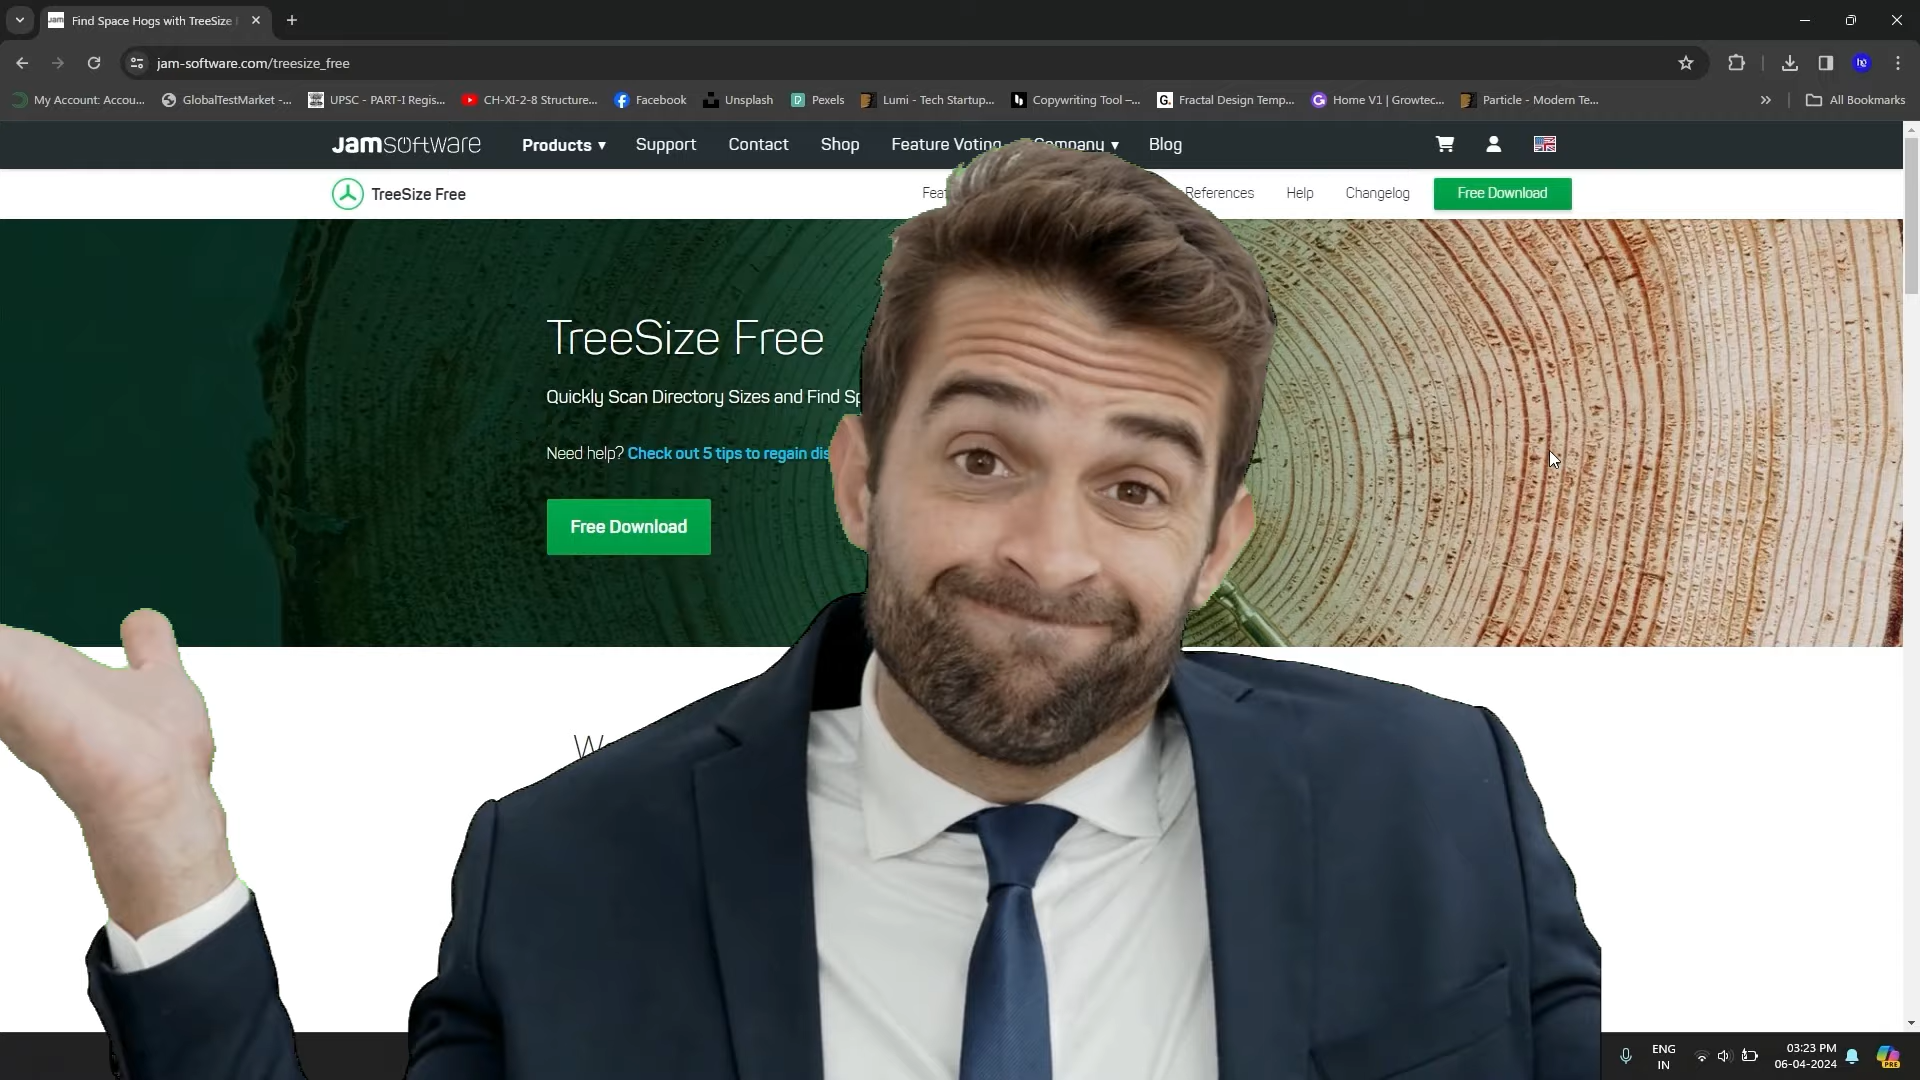 Find Space Hogs with TreeSize
jam-software.com/treesize_free
My Account: Accou...
GlobalTestMarket -...
UPSC - PART-I Regis...
CH-XI-2-8 Structure...
Facebook
Unsplash
Pexels
Lumi - Tech Startup...
Copywriting Tool –...
Fractal Design Temp...
Home V1 | Growtec...
Particle - Modern Te...
All Bookmarks
Jamsoftware
Products
Support
Contact
Shop
Feature Voting
Company
Blog
TreeSize Free
Feat
References
Help
Changelog
Free Download
TreeSize Free
Quickly Scan Directory Sizes and Find Sp
Need help? Check out 5 tips to regain dis
Free Download
W
ENG
IN
03:23 PM
06-04-2024
PRE